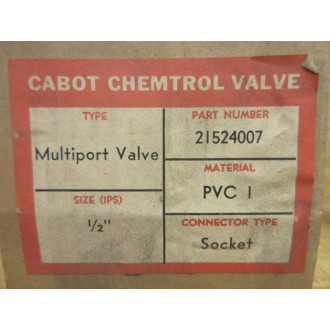 CABOT CHEMTROL VALVE
TYPE
Multiport Valve
SIZE (IPS)
1/2"
PART NUMBER
21524007
MATERIAL
PVC I
CONNECTOR TYPE
Socket